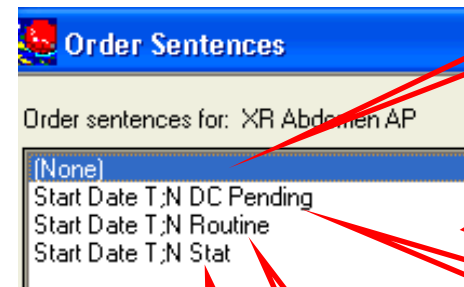 Order Sentences
Order sentences for: XR Abdomen AP
(None)
Start Date T;N DC Pending
Start Date T;N Routine
Start Date T;N Stat